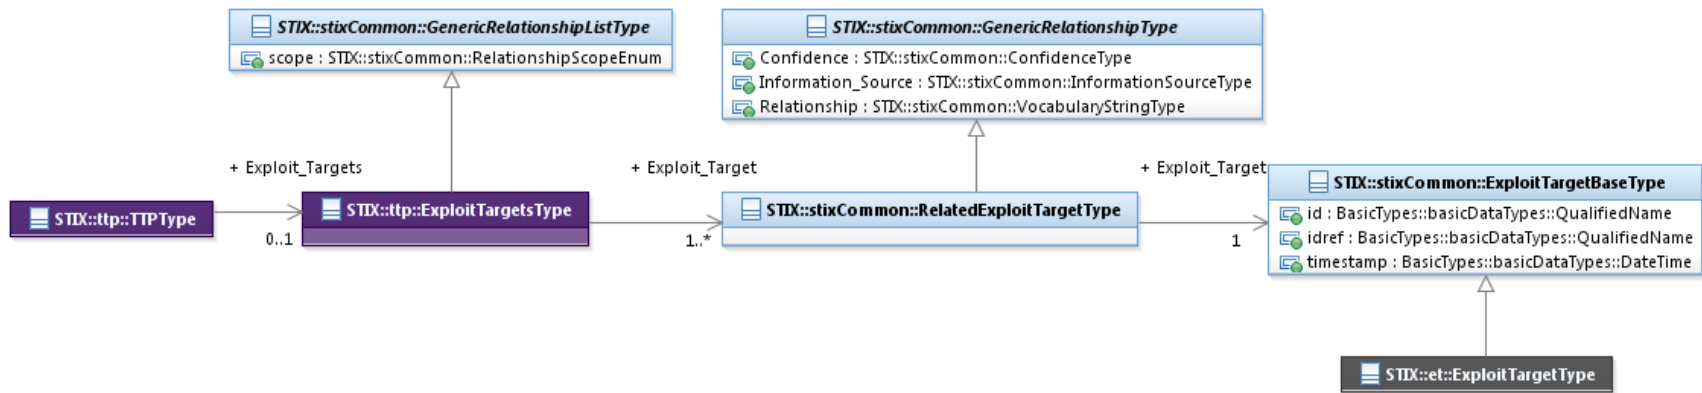 STIX::stixCommon::GenericRelationshipListType
scope : STIX::stixCommon::RelationshipScopeEnum
STIX::stixCommon::GenericRelationshipType
Confidence : STIX::stixCommon::ConfidenceType
Information_Source : STIX::stixCommon::InformationSourceType
Relationship : STIX::stixCommon::VocabularyStringType
+ Exploit_Targets
+ Exploit_Target
+ Exploit_Target
STIX::ttp::TTPType
0..1
STIX::ttp::ExploitTargetsType
1..*
STIX::stixCommon::RelatedExploitTargetType
1
STIX::stixCommon::ExploitTargetBaseType
id : BasicTypes::basicDataTypes::QualifiedName
idref : BasicTypes::basicDataTypes::QualifiedName
timestamp : BasicTypes::basicDataTypes::DateTime
STIX::et::ExploitTargetType